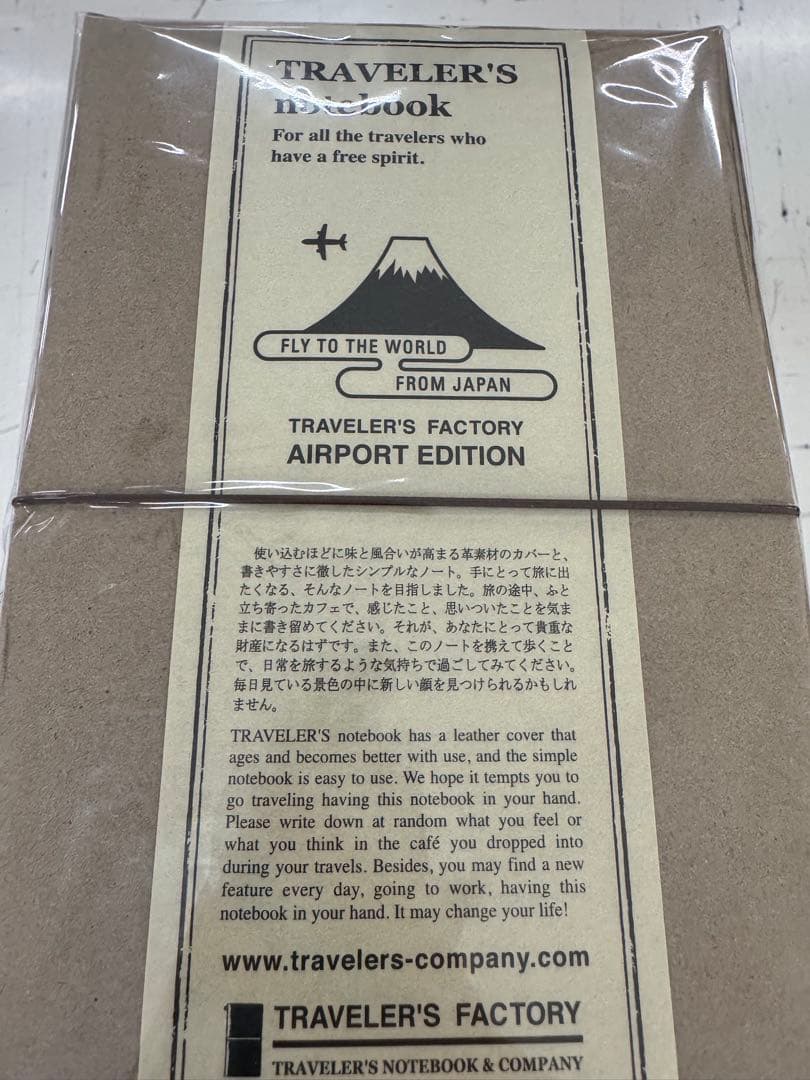 TRAVELER'S
notebook
For all the travelers who
have a free spirit.
FLY TO THE WORLD
FROM JAPAN
TRAVELER'S FACTORY
AIRPORT EDITION
使い込むほどに味と風合いが高まる革素材のカバーと、
書きやすさに徹したシンプルなノート。手にとって旅に出
たくなる、そんなノートを目指しました。旅の途中、ふと
立ち寄ったカフェで、感じたこと、思いついたことを気ま
まに書き留めてください。それが、あなたにとって貴重な
財産になるはずです。また、このノートを携えて歩くこと
で、日常を旅するような気持ちで過ごしてみてください。
毎日見ている景色の中に新しい顔を見つけられるかもしれ
ません。
TRAVELER'S notebook has a leather cover that
ages and becomes better with use, and the simple
notebook is easy to use. We hope it tempts you to
go traveling having this notebook in your hand.
Please write down at random what you feel or
what you think in the café you dropped into
during your travels. Besides, you may find a new
feature every day, going to work, having this
notebook in your hand. It may change your life!
www.travelers-company.com
TRAVELER'S FACTORY
TRAVELER'S NOTEBOOK & COMPANY